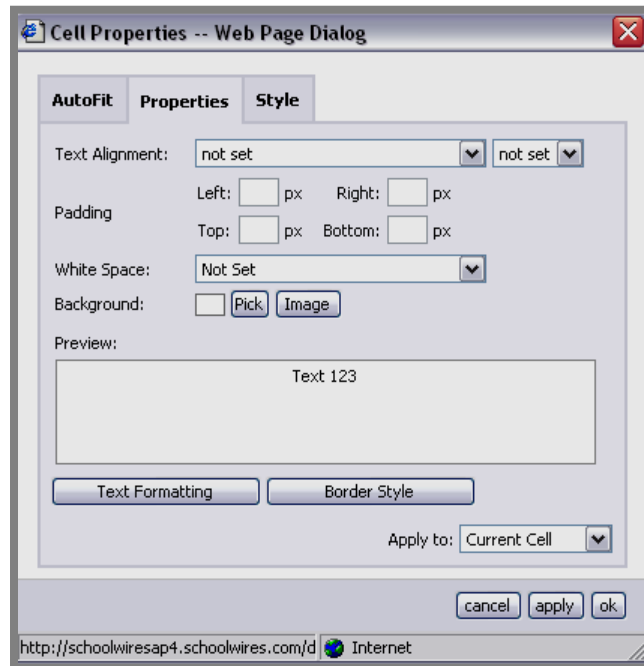 Cell Properties -- Web Page Dialog
AutoFit Properties Style
Text Alignment: not set not set
Left: px Right: px
Padding
Top: px Bottom: px
White Space: Not Set
Background: Pick Image
Preview:
Text 123
Text Formatting Border Style
Apply to: Current Cell
cancel apply ok
http://schoolwiresap4.schoolwires.com/d Internet